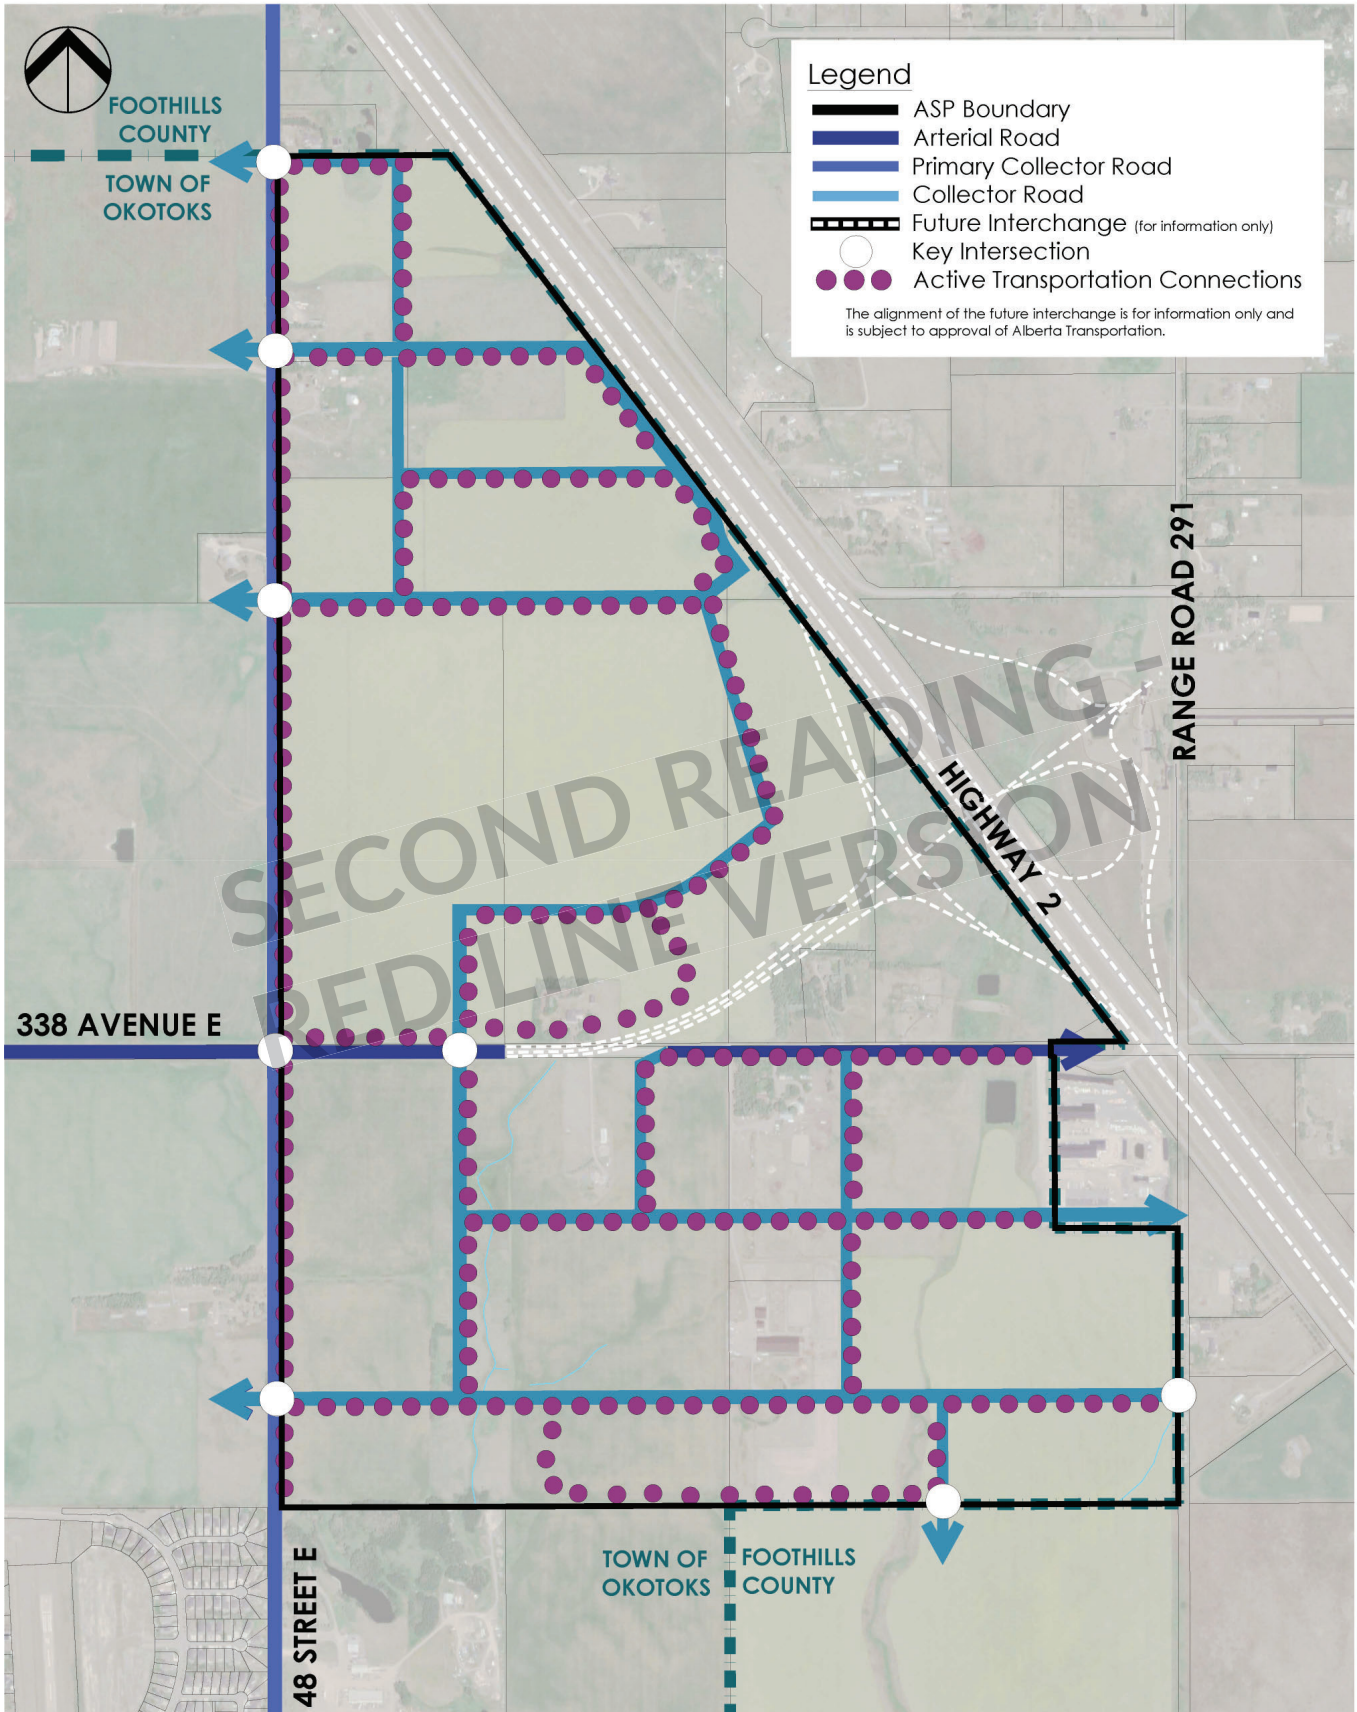 Legend
ASP Boundary
Arterial Road
Primary Collector Road
Collector Road
Future Interchange (for information only)
Key Intersection
Active Transportation Connections
The alignment of the future interchange is for information only and
is subject to approval of Alberta Transportation.
FOOTHILLS
COUNTY
TOWN OF
OKOTOKS
RANGE ROAD 291
HIGHWAY 2
SECOND READING -
RED LINE VERSION
338 AVENUE E
48 STREET E
TOWN OF
OKOTOKS
FOOTHILLS
COUNTY